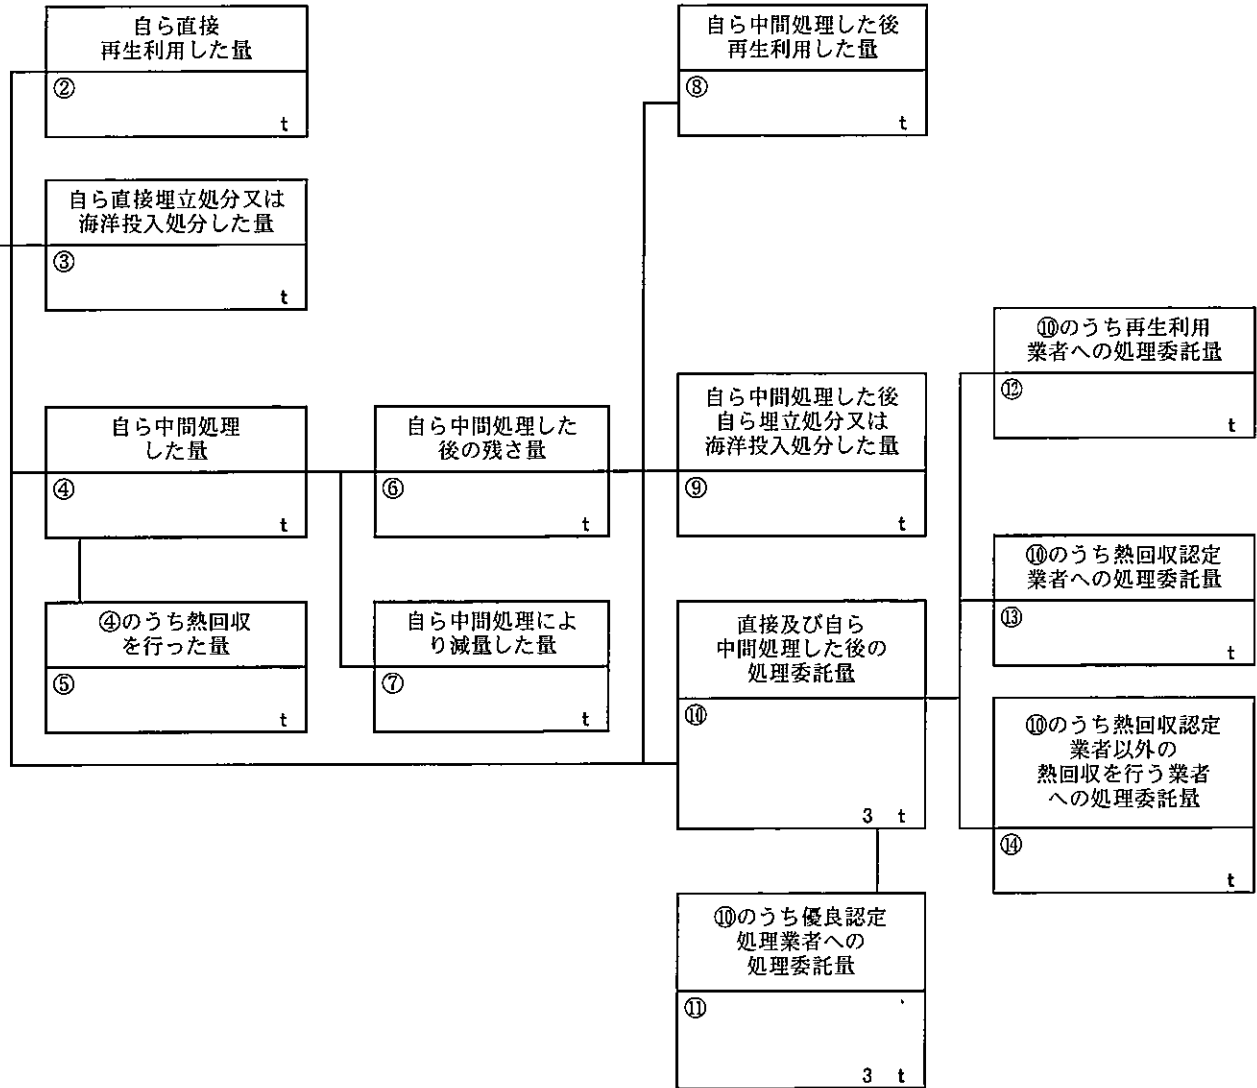 自ら直接
再生利用した量
②
t
自ら直接埋立処分又は
海洋投入処分した量
③
t
自ら中間処理
した量
④
t
④のうち熱回収
を行った量
⑤
t
自ら中間処理した
後の残さ量
⑥
t
自ら中間処理によ
り減量した量
⑦
t
自ら中間処理した後
再生利用した量
⑧
t
自ら中間処理した後
自ら埋立処分又は
海洋投入処分した量
⑨
t
直接及び自ら
中間処理した後の
処理委託量
⑩
3 t
⑩のうち優良認定
処理業者への
処理委託量
⑪
3 t
⑩のうち再生利用
業者への処理委託量
⑫
t
⑩のうち熱回収認定
業者への処理委託量
⑬
t
⑩のうち熱回収認定
業者以外の
熱回収を行う業者
への処理委託量
⑭
t